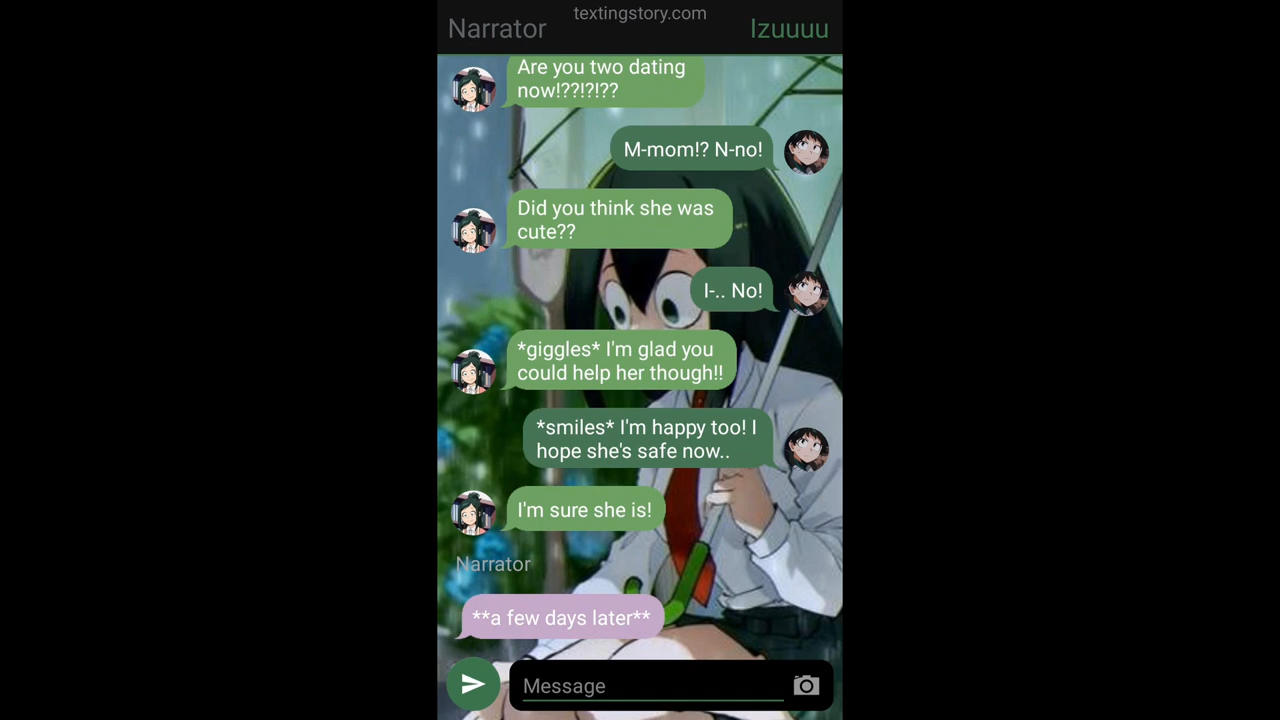 textingstory.com
Narrator
Izuuuu
Are you two dating
now!??!?!??
M-mom!? N-no!
Did you think she was
cute??
I-.. No!
*giggles* I'm glad you
could help her though!!
*smiles* I'm happy too! I
hope she's safe now..
I'm sure she is!
Narrator
**a few days later**
Message